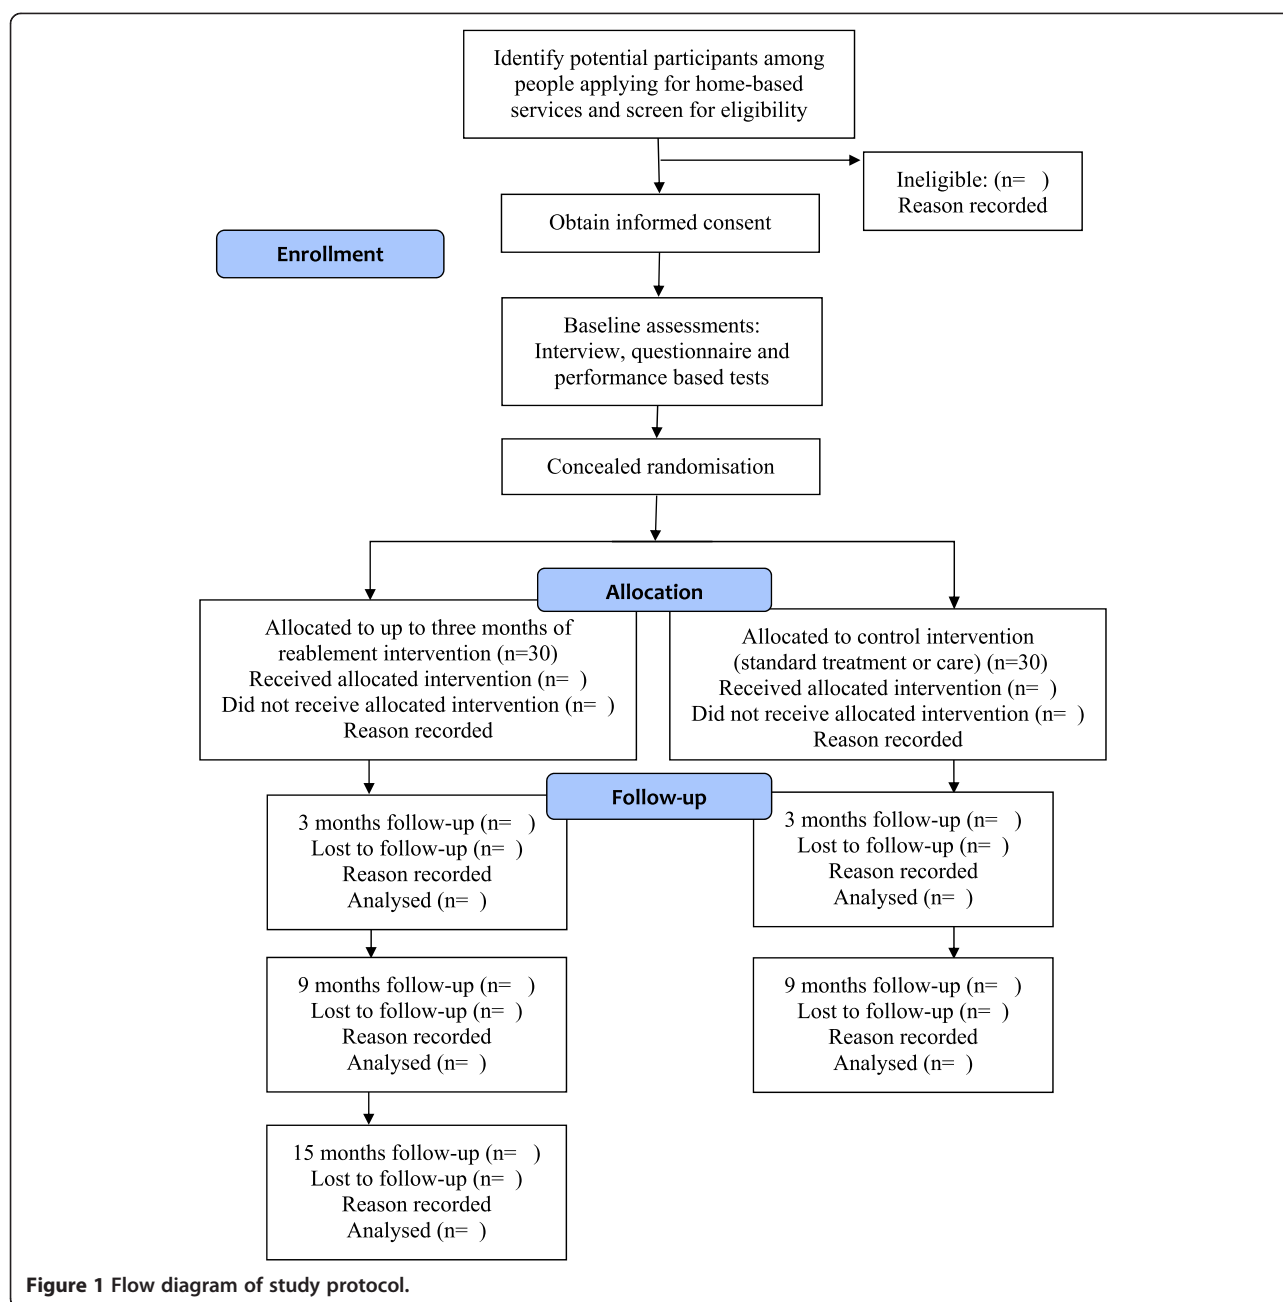 Identify potential participants among
people applying for home-based
services and screen for eligibility
Ineligible: (n=   )
Reason recorded
Obtain informed consent
Enrollment
Baseline assessments:
Interview, questionnaire and
performance based tests
Concealed randomisation
Allocation
Allocated to up to three months of
reablement intervention (n=30)
Received allocated intervention (n=  )
Did not receive allocated intervention (n=  )
Reason recorded
Allocated to control intervention
(standard treatment or care) (n=30)
Received allocated intervention (n=  )
Did not receive allocated intervention (n=  )
Reason recorded
Follow-up
3 months follow-up (n=   )
Lost to follow-up (n=  )
Reason recorded
Analysed (n=  )
3 months follow-up (n=   )
Lost to follow-up (n=  )
Reason recorded
Analysed (n=  )
9 months follow-up (n=   )
Lost to follow-up (n=  )
Reason recorded
Analysed (n=  )
9 months follow-up (n=   )
Lost to follow-up (n=  )
Reason recorded
Analysed (n=  )
15 months follow-up (n=   )
Lost to follow-up (n=  )
Reason recorded
Analysed (n=  )
Figure 1 Flow diagram of study protocol.